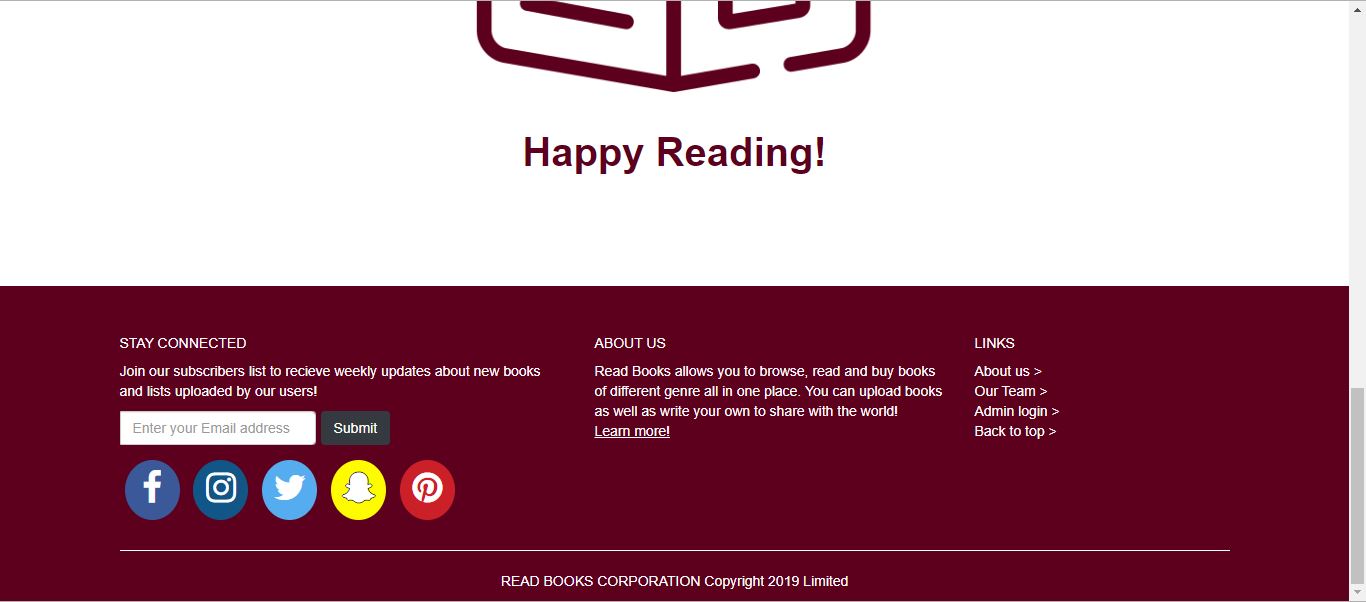 Happy Reading!
STAY CONNECTED
Join our subscribers list to recieve weekly updates about new books
and lists uploaded by our users!
Enter your Email address
Submit
ABOUT US
Read Books allows you to browse, read and buy books
of different genre all in one place. You can upload books
as well as write your own to share with the world!
Learn more!
LINKS
About us >
Our Team >
Admin login >
Back to top >
READ BOOKS CORPORATION Copyright 2019 Limited